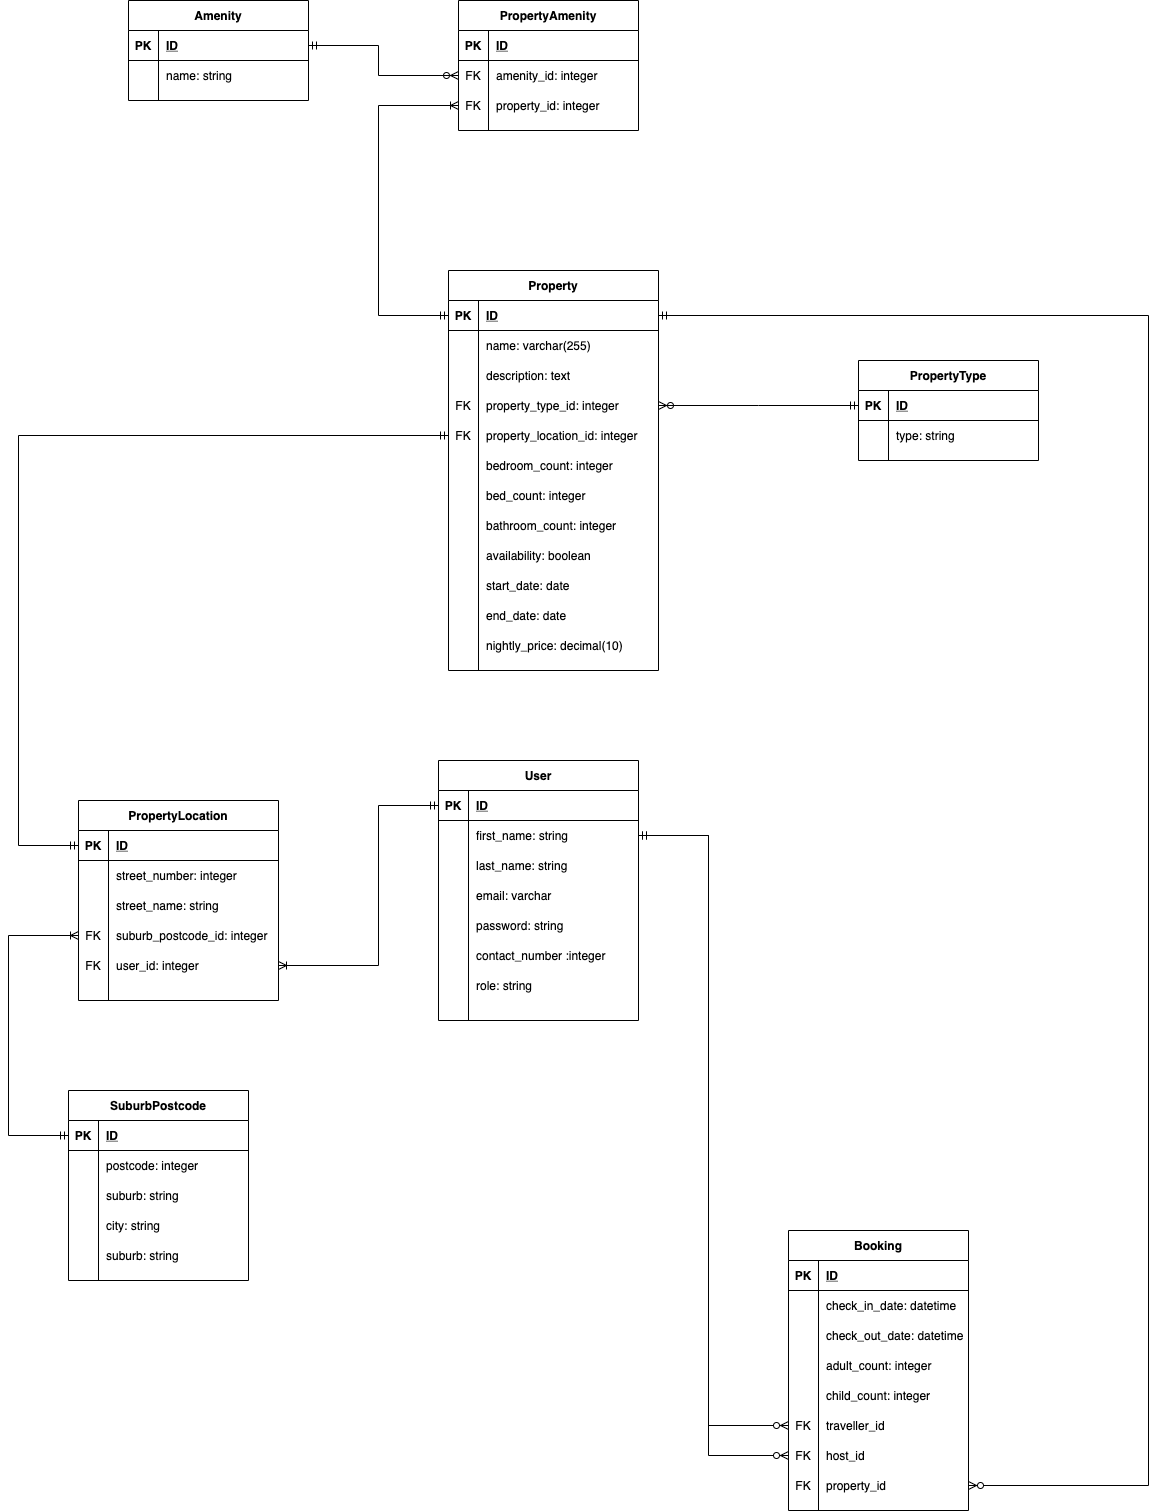 Amenity
PK ID
name: string
PropertyAmenity
PK ID
FK amenity_id: integer
FK property_id: integer
Property
PK ID
name: varchar(255)
description: text
FK property_type_id: integer
FK property_location_id: integer
bedroom_count: integer
bed_count: integer
bathroom_count: integer
availability: boolean
start_date: date
end_date: date
nightly_price: decimal(10)
PropertyType
PK ID
type: string
User
PK ID
first_name: string
last_name: string
email: varchar
password: string
contact_number :integer
role: string
PropertyLocation
PK ID
street_number: integer
street_name: string
FK suburb_postcode_id: integer
FK user_id: integer
SuburbPostcode
PK ID
postcode: integer
suburb: string
city: string
suburb: string
Booking
PK ID
check_in_date: datetime
check_out_date: datetime
adult_count: integer
child_count: integer
FK traveller_id
FK host_id
FK property_id